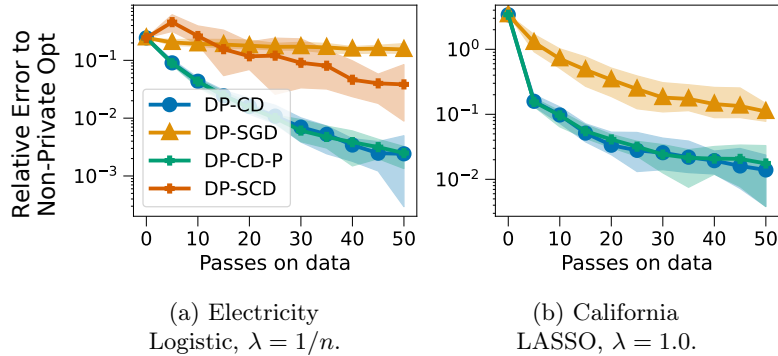 Relative Error to
Non-Private Opt
10⁻¹
10⁻²
10⁻³
DP-CD
DP-SGD
DP-CD-P
DP-SCD
0 10 20 30 40 50
Passes on data
10⁰
10⁻¹
10⁻²
0 10 20 30 40 50
Passes on data
(a) Electricity
Logistic, λ = 1/n.
(b) California
LASSO, λ = 1.0.